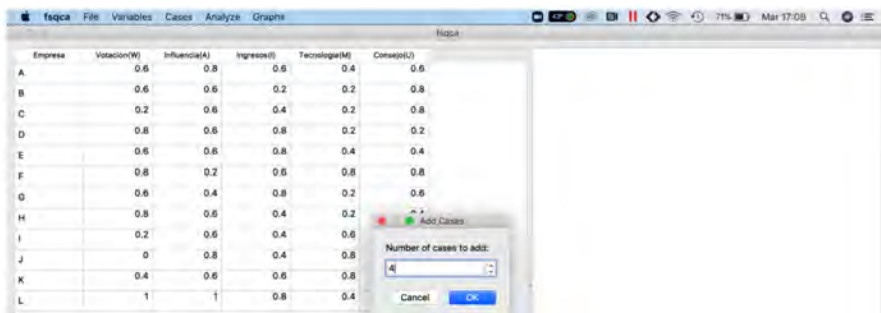 fsqca File Variables Cases Analyze Graphs 71% Mar 17:08
fsqca
Empresa Votación(W) Influencia(A) Ingresos(I) Tecnología(M) Consejo(U)
A 0.6 0.8 0.6 0.4 0.6
B 0.6 0.6 0.2 0.2 0.8
C 0.2 0.6 0.4 0.2 0.8
D 0.8 0.6 0.8 0.2 0.2
E 0.6 0.6 0.8 0.4 0.4
F 0.8 0.2 0.6 0.8 0.8
G 0.6 0.4 0.8 0.2 0.6
H 0.8 0.6 0.4 0.2
I 0.2 0.6 0.4 0.6
J 0 0.8 0.4 0.8
K 0.4 0.6 0.6 0.8
L 1 1 0.8 0.4
Add Cases
Number of cases to add:
4
Cancel OK